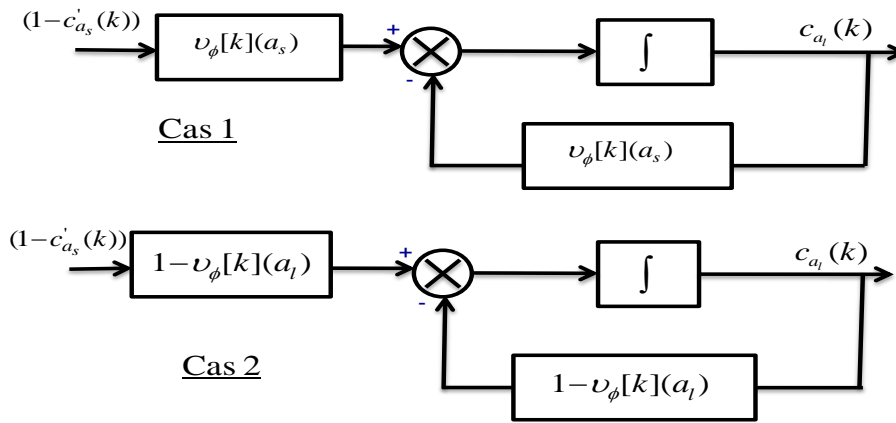 (1-c'_{a_s}(k))
υ_ϕ[k](a_s)
+
-
∫
c_{a_l}(k)
υ_ϕ[k](a_s)
Cas 1
(1-c'_{a_s}(k))
1-υ_ϕ[k](a_l)
+
-
∫
c_{a_l}(k)
1-υ_ϕ[k](a_l)
Cas 2